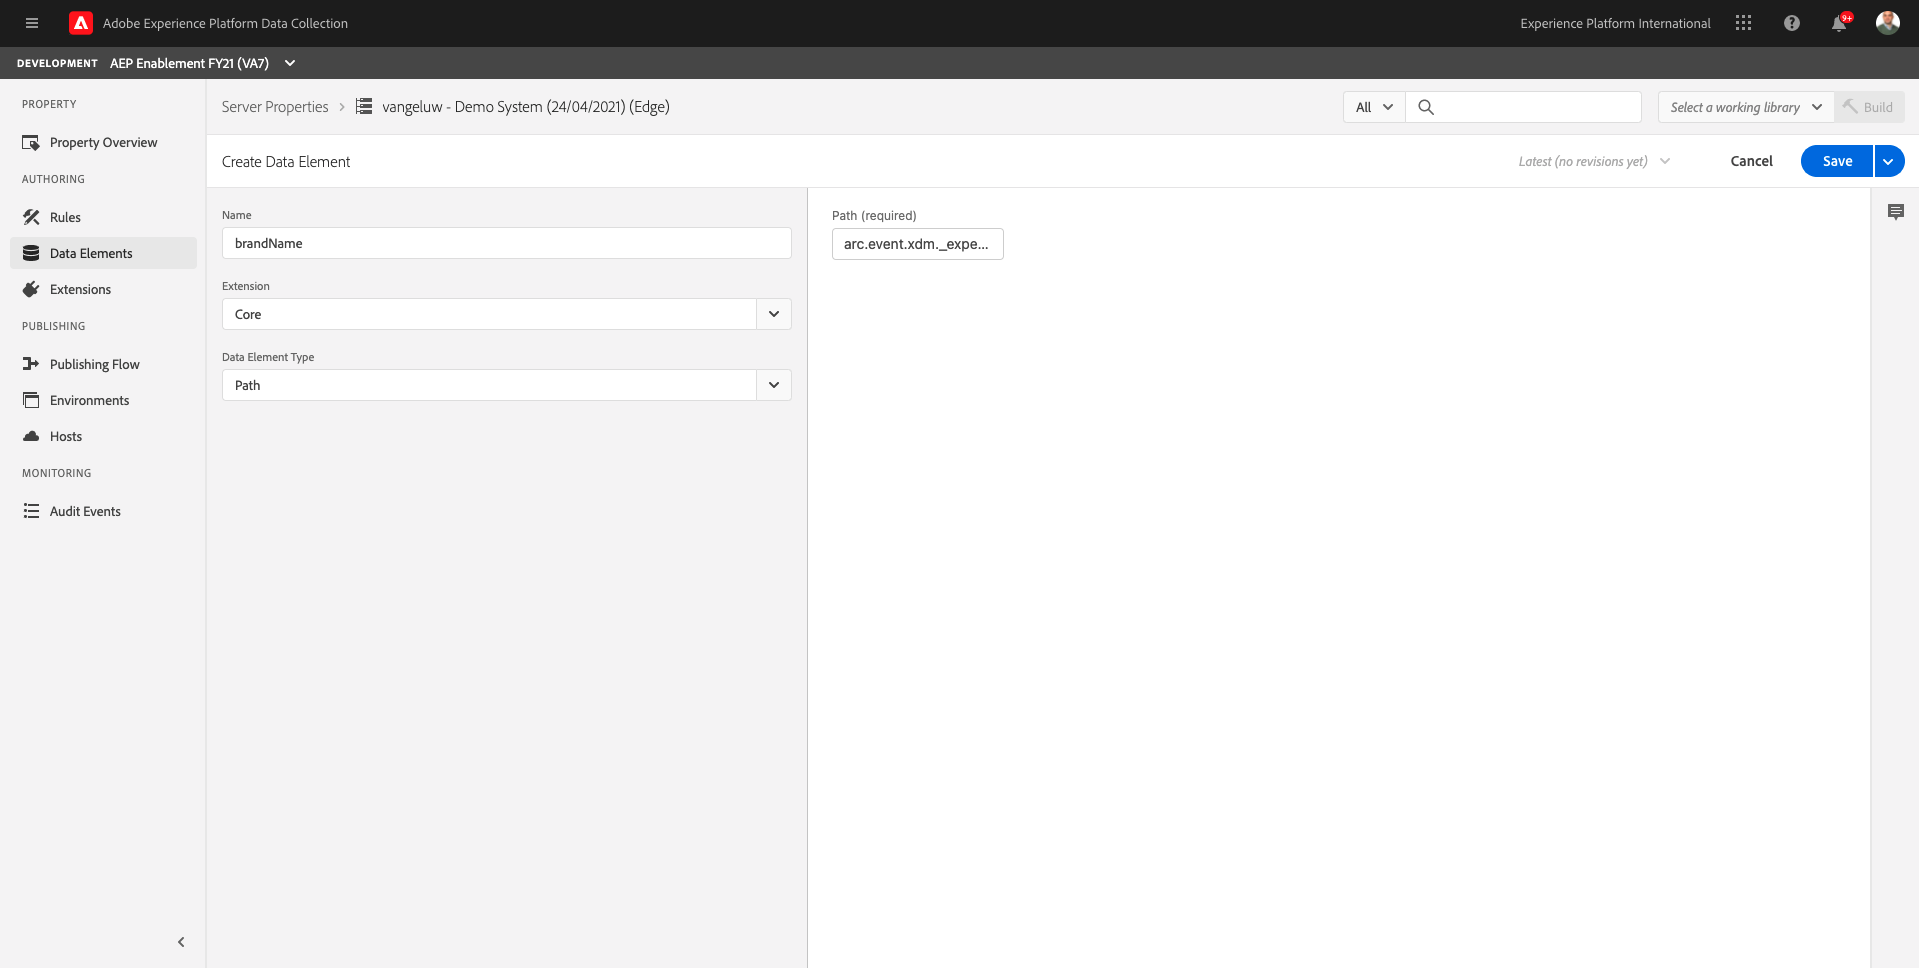 Adobe Experience Platform Data Collection
Experience Platform International
9+
DEVELOPMENT AEP Enablement FY21 (VA7)
PROPERTY
Property Overview
AUTHORING
Rules
Data Elements
Extensions
PUBLISHING
Publishing Flow
Environments
Hosts
MONITORING
Audit Events
Server Properties > vangeluw - Demo System (24/04/2021) (Edge)
All
Select a working library
Build
Create Data Element
Latest (no revisions yet)
Cancel
Save
Name
brandName
Extension
Core
Data Element Type
Path
Path (required)
arc.event.xdm._expe...